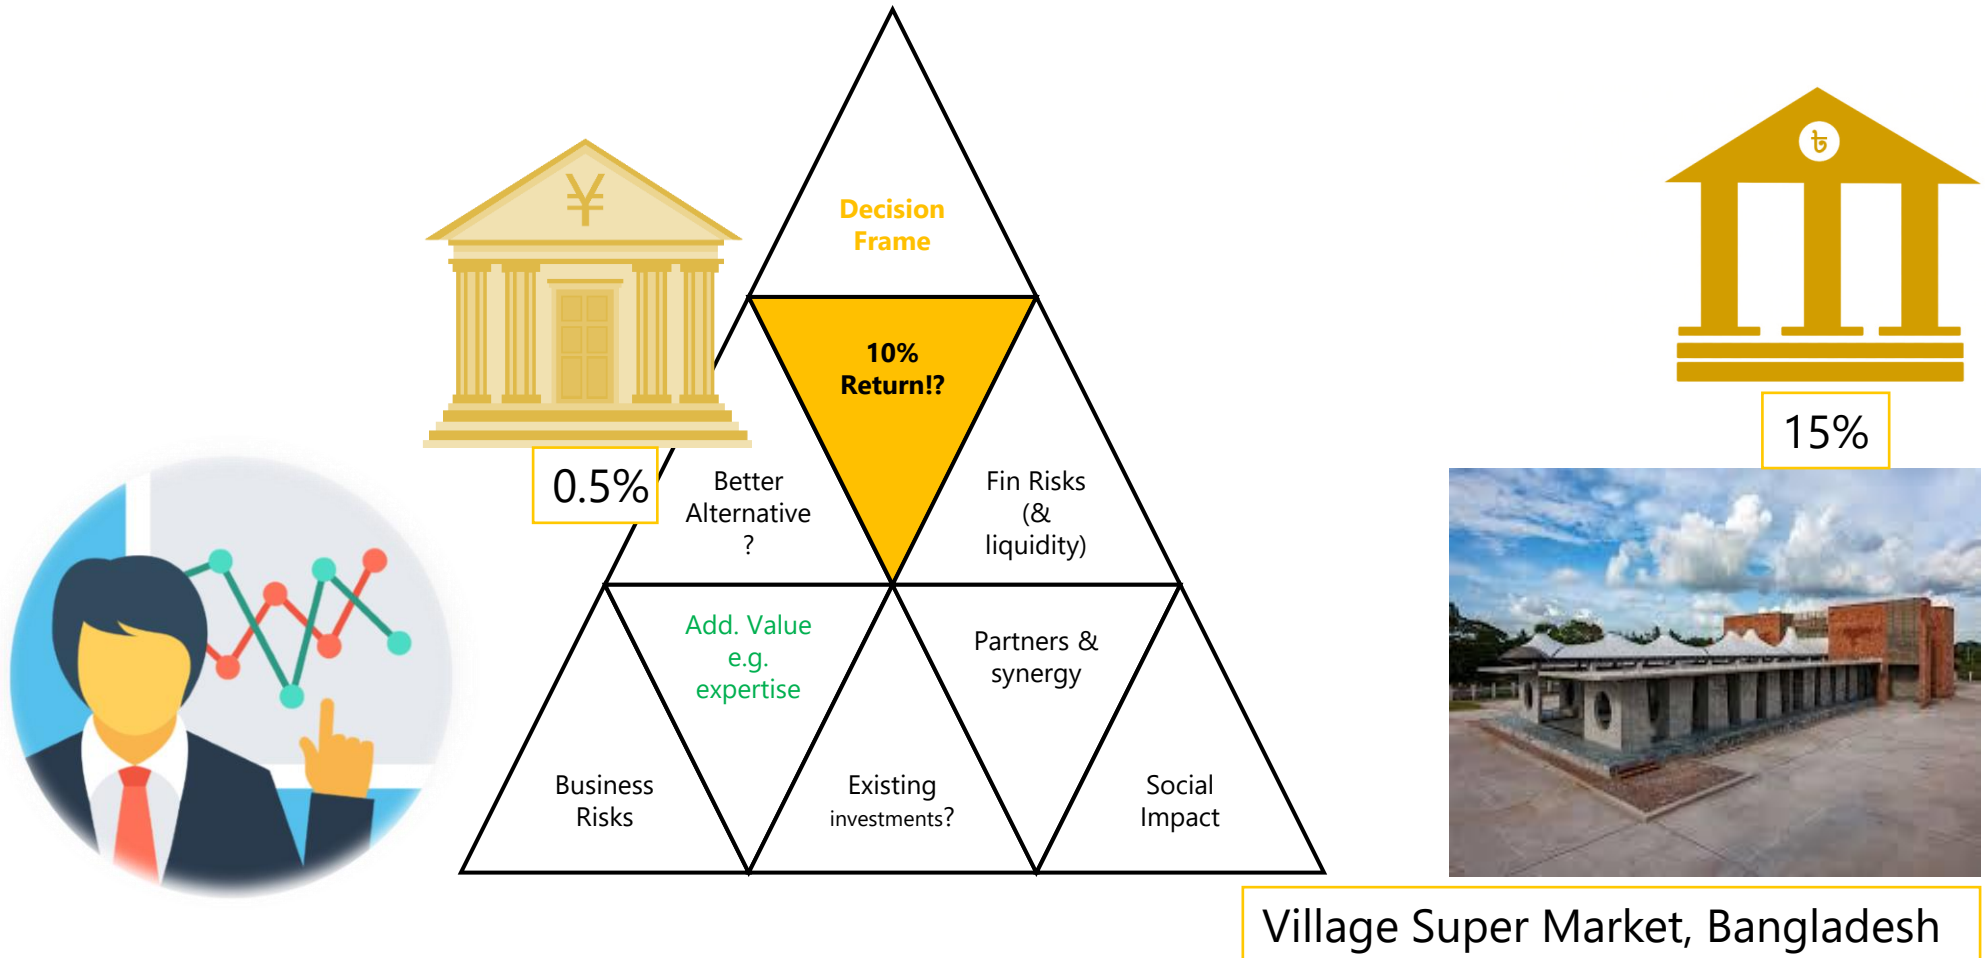 ¥
৳
Decision
Frame
10%
Return!?
15%
0.5%
Better
Alternative
?
Fin Risks
(&
liquidity)
Add. Value
e.g.
expertise
Partners &
synergy
Business
Risks
Existing
investments?
Social
Impact
Village Super Market, Bangladesh